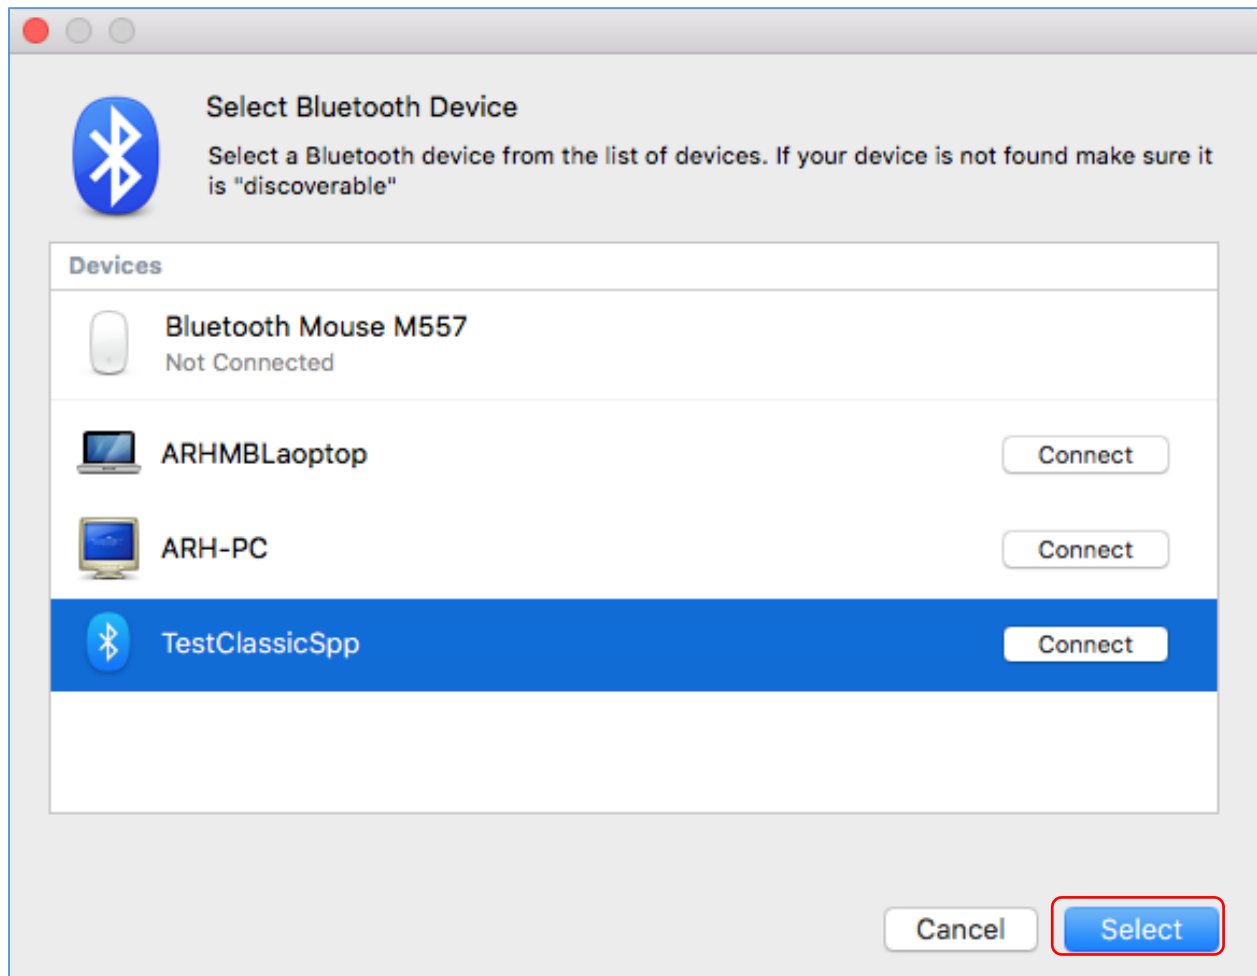 Select Bluetooth Device
Select a Bluetooth device from the list of devices. If your device is not found make sure it
is "discoverable"
Devices
Bluetooth Mouse M557
Not Connected
ARHMBLaoptop
Connect
ARH-PC
Connect
TestClassicSpp
Connect
Cancel
Select